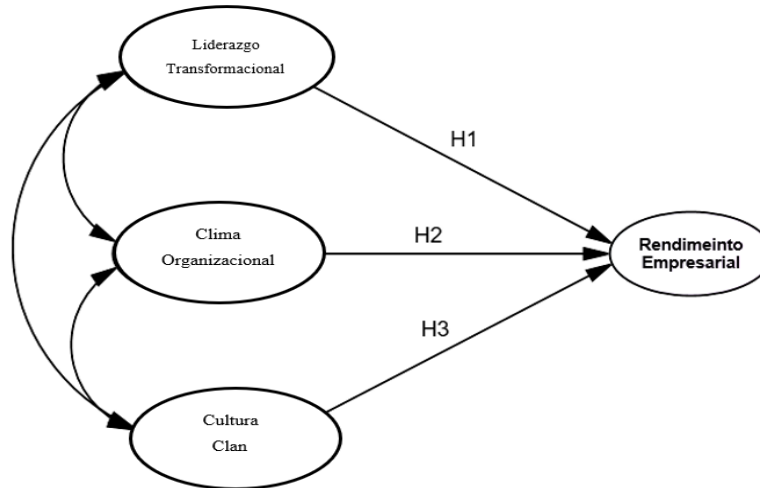 Liderazgo
Transformacional
H1
Clima
Organizacional
H2
Rendimeinto
Empresarial
H3
Cultura
Clan